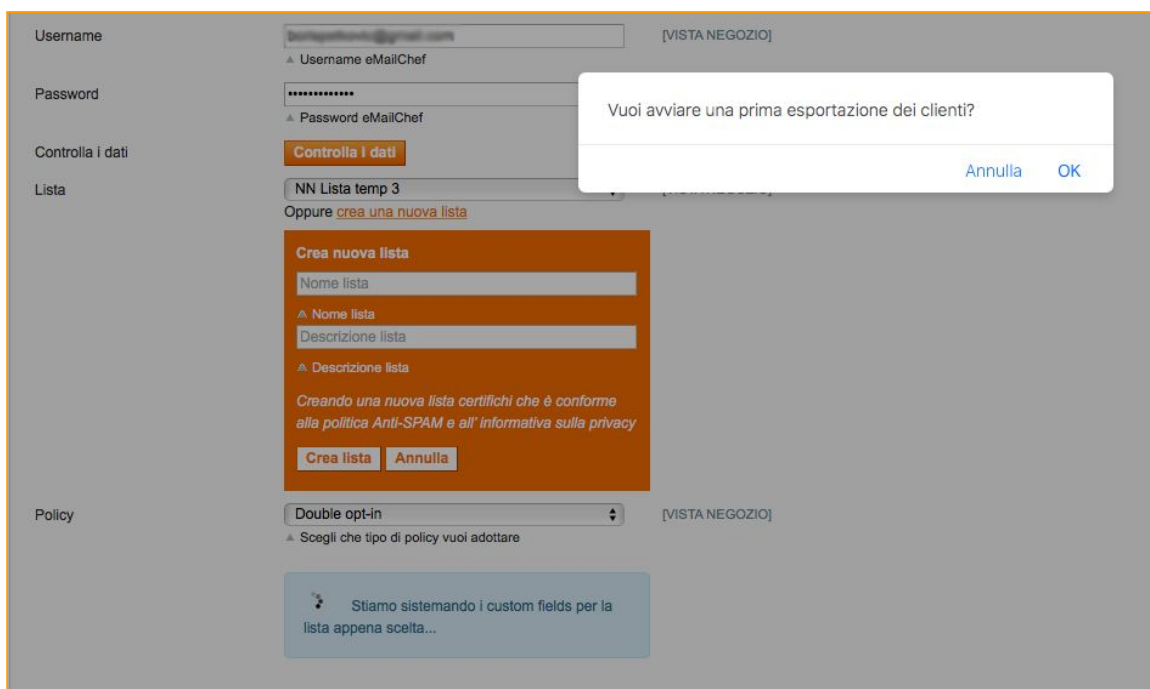 Username
[VISTA NEGOZIO]
Username eMailChef
Password
Password eMailChef
Vuoi avviare una prima esportazione dei clienti?
Annulla OK
Controlla i dati
Controlla i dati
Lista
NN Lista temp 3
Oppure crea una nuova lista
Crea nuova lista
Nome lista
Nome lista
Descrizione lista
Descrizione lista
Creando una nuova lista certifichi che è conforme
alla politica Anti-SPAM e all' informativa sulla privacy
Crea lista Annulla
Policy
Double opt-in
[VISTA NEGOZIO]
Scegli che tipo di policy vuoi adottare
Stiamo sistemando i custom fields per la
lista appena scelta...